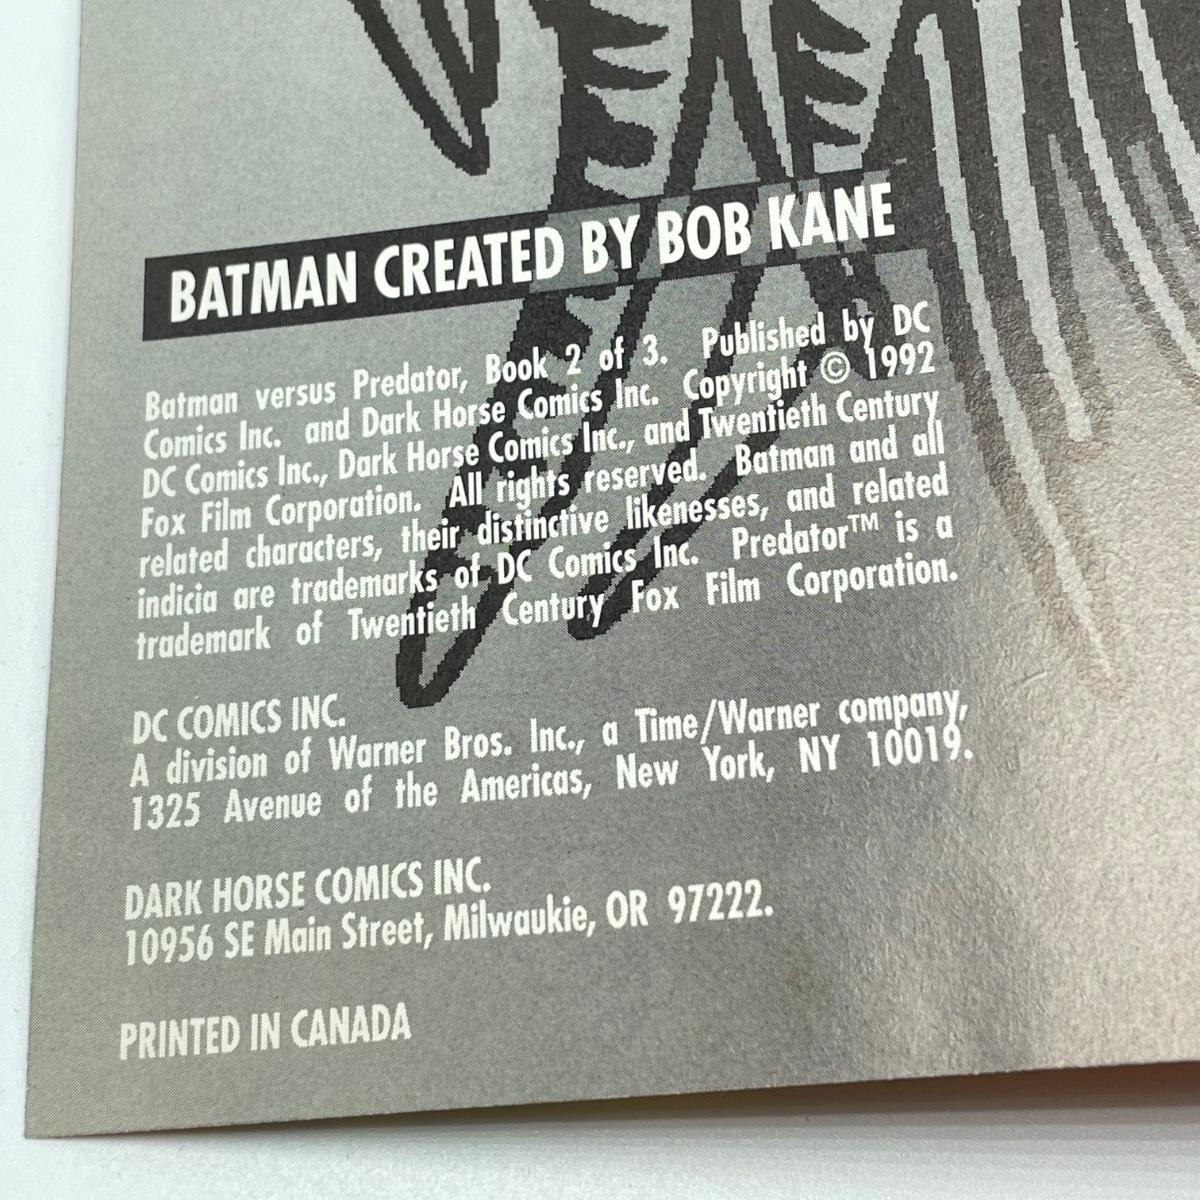 BATMAN CREATED BY BOB KANE
Batman versus Predator, Book 2 of 3. Published by DC
Comics Inc. and Dark Horse Comics Inc. Copyright © 1992
DC Comics Inc., Dark Horse Comics Inc., and Twentieth Century
Fox Film Corporation. All rights reserved. Batman and all
related characters, their distinctive likenesses, and related
indicia are trademarks of DC Comics Inc. Predator™ is a
trademark of Twentieth Century Fox Film Corporation.
DC COMICS INC.
A division of Warner Bros. Inc., a Time/Warner company,
1325 Avenue of the Americas, New York, NY 10019.
DARK HORSE COMICS INC.
10956 SE Main Street, Milwaukie, OR 97222.
PRINTED IN CANADA